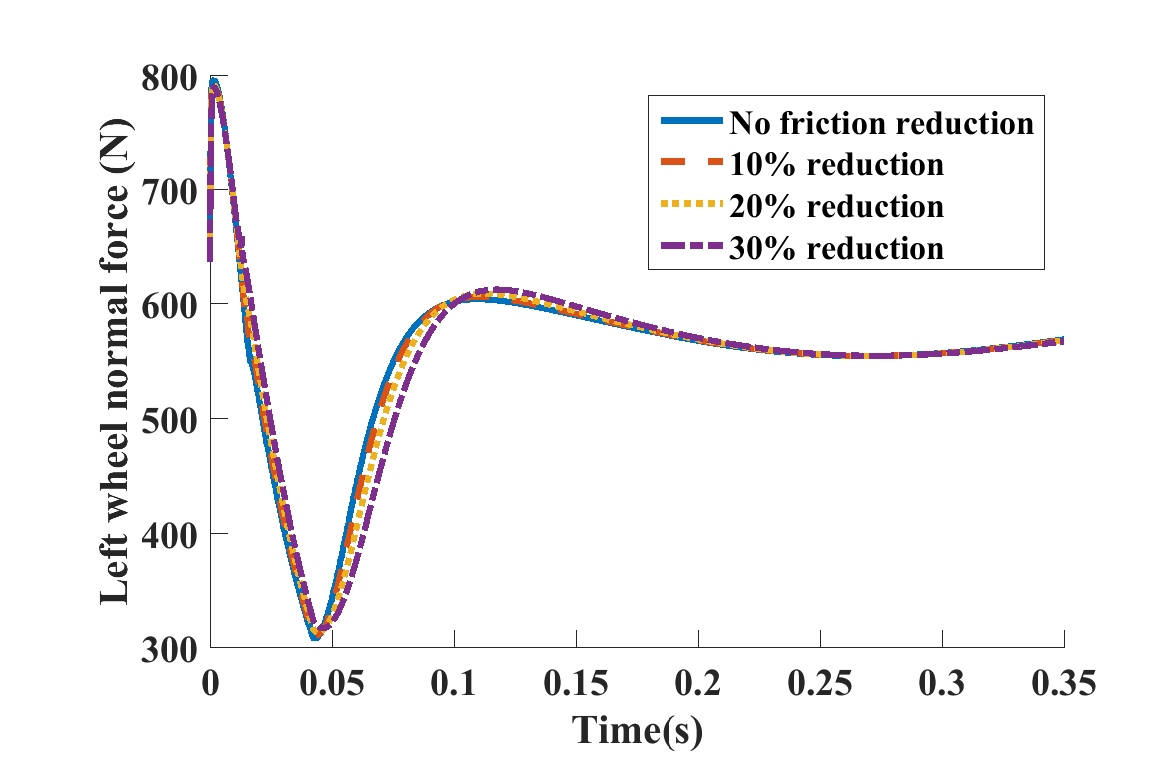 800
700
600
500
400
300
Left wheel normal force (N)
No friction reduction
10% reduction
20% reduction
30% reduction
0 0.05 0.1 0.15 0.2 0.25 0.3 0.35
Time(s)